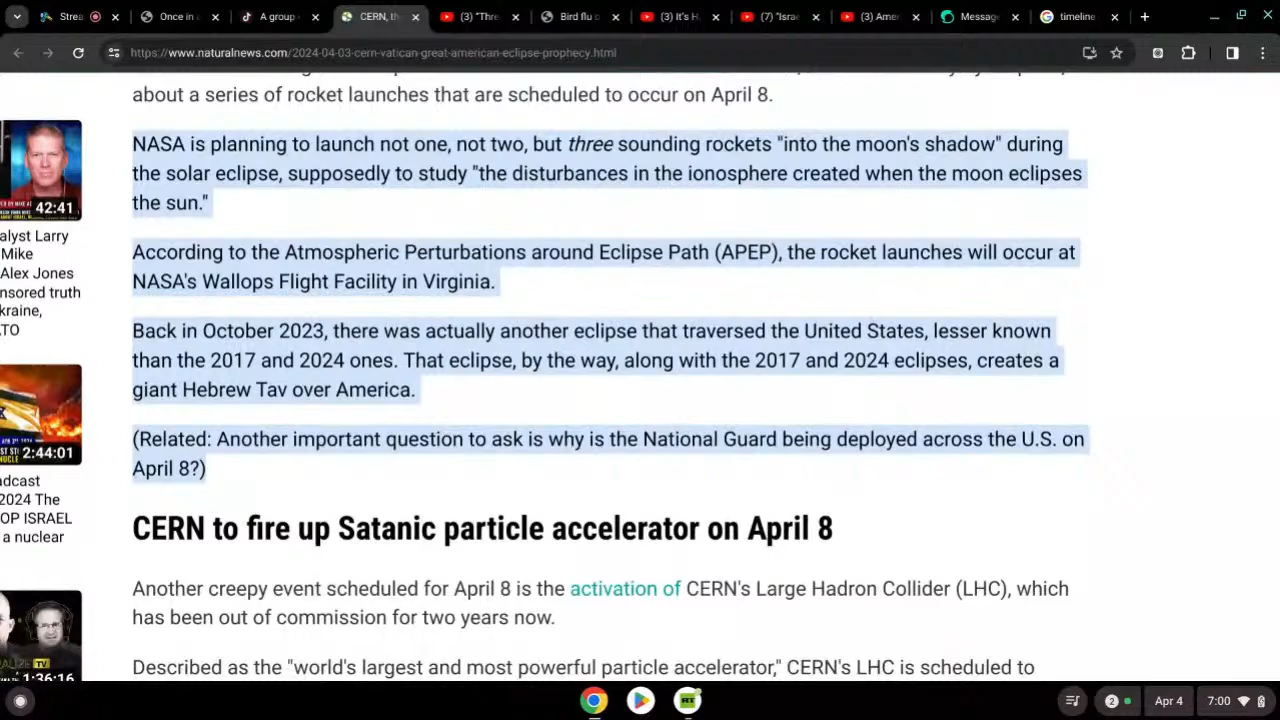 Strea
Once in a
A group o
CERN, th
(3) "Thre
Bird flu o
(3) It's H
(7) "Israe
(3) Amer
Message
timeline
https://www.naturalnews.com/2024-04-03-cern-vatican-great-american-eclipse-prophecy.html
about a series of rocket launches that are scheduled to occur on April 8.
NASA is planning to launch not one, not two, but three sounding rockets "into the moon's shadow" during
the solar eclipse, supposedly to study "the disturbances in the ionosphere created when the moon eclipses
the sun."
According to the Atmospheric Perturbations around Eclipse Path (APEP), the rocket launches will occur at
NASA's Wallops Flight Facility in Virginia.
Back in October 2023, there was actually another eclipse that traversed the United States, lesser known
than the 2017 and 2024 ones. That eclipse, by the way, along with the 2017 and 2024 eclipses, creates a
giant Hebrew Tav over America.
(Related: Another important question to ask is why is the National Guard being deployed across the U.S. on
April 8?)
CERN to fire up Satanic particle accelerator on April 8
Another creepy event scheduled for April 8 is the activation of CERN's Large Hadron Collider (LHC), which
has been out of commission for two years now.
Described as the "world's largest and most powerful particle accelerator," CERN's LHC is scheduled to
42:41
alyst Larry
Mike
Alex Jones
nsored truth
kraine,
ATO
2:44:01
adcast
2024 The
OP ISRAEL
a nuclear
TV
1:36:16
RT
2
Apr 4
7:00